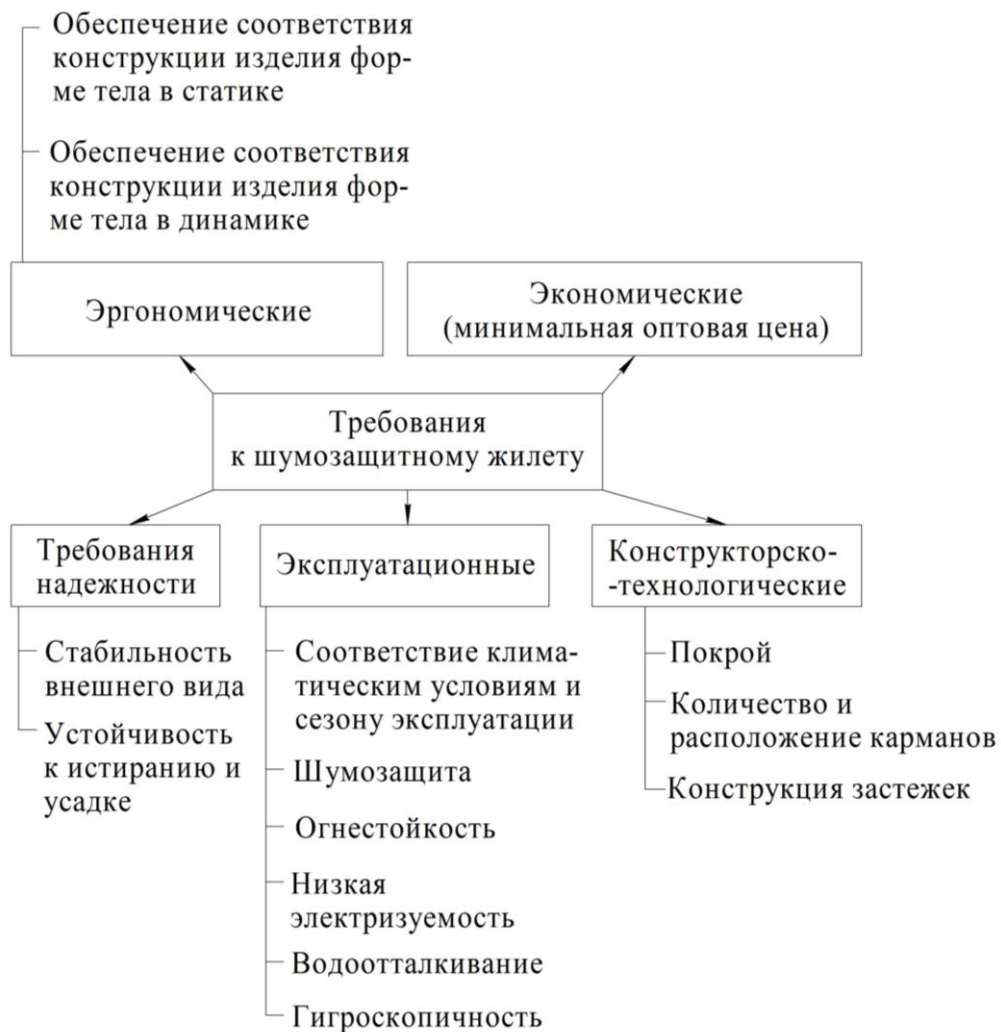 Обеспечение соответствия
конструкции изделия фор-
ме тела в статике
Обеспечение соответствия
конструкции изделия фор-
ме тела в динамике
Эргономические
Экономические
(минимальная оптовая цена)
Требования
к шумозащитному жилету
Требования
надежности
Эксплуатационные
Конструкторско-
-технологические
Стабильность
внешнего вида
Устойчивость
к истиранию и
усадке
Соответствие клима-
тическим условиям и
сезону эксплуатации
Шумозащита
Огнестойкость
Низкая
электризуемость
Водоотталкивание
Гигроскопичность
Покрой
Количество и
расположение карманов
Конструкция застежек